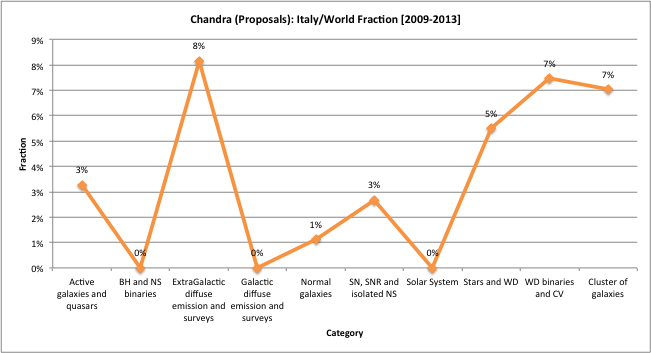 Chandra (Proposals): Italy/World Fraction [2009-2013]
9%
8%
7%
6%
5%
4%
3%
2%
1%
0%
Fraction
3%
0%
8%
0%
1%
3%
0%
5%
7%
7%
Active
galaxies and
quasars
BH and NS
binaries
ExtraGalactic
diffuse
emission and
surveys
Galactic
diffuse
emission and
surveys
Normal
galaxies
SN, SNR and
isolated NS
Solar System
Stars and WD
WD binaries
and CV
Cluster of
galaxies
Category